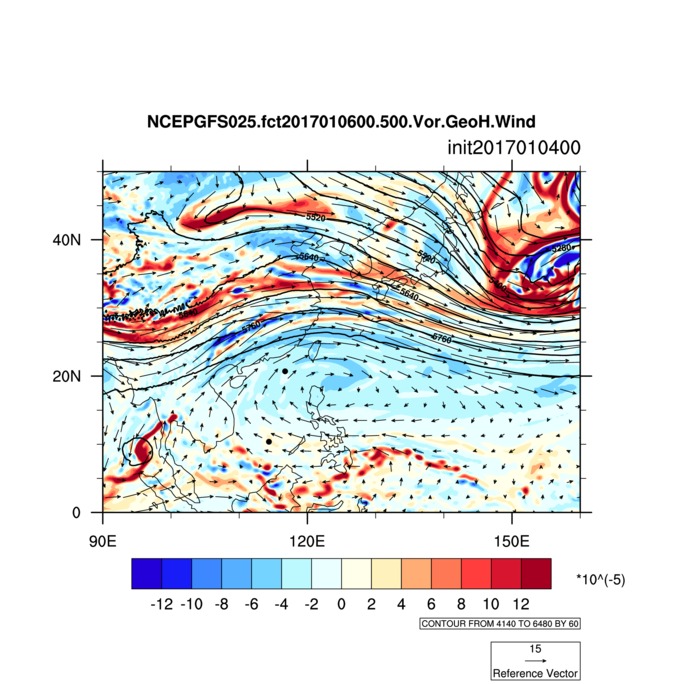 NCEPGFS025.fct2017010600.500.Vor.GeoH.Wind
init2017010400
5520
5280
40N
5640
5640
5760
5760
20N
0
90E 120E 150E
-12 -10 -8 -6 -4 -2 0 2 4 6 8 10 12
*10^(-5)
CONTOUR FROM 4140 TO 6480 BY 60
15
Reference Vector